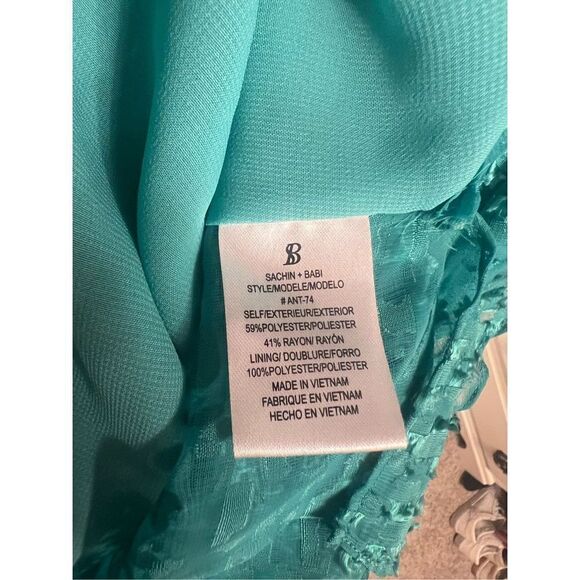 SB
SACHIN + BABI
STYLE/MODELE/MODELO
# ANT-74
SELF/EXTERIEUR/EXTERIOR
59%POLYESTER/POLIESTER
41% RAYON/ RAYÓN
LINING/ DOUBLURE/FORRO
100%POLYESTER/POLIESTER
MADE IN VIETNAM
FABRIQUE EN VIETNAM
HECHO EN VIETNAM